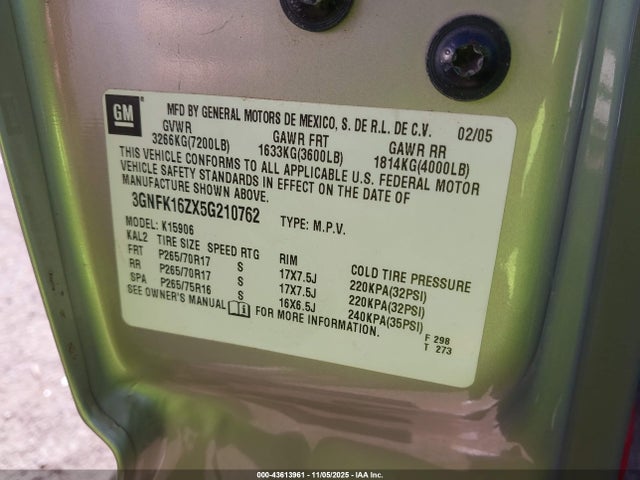 GM
MFD BY GENERAL MOTORS DE MEXICO, S. DE R.L. DE C.V. 02/05
GVWR GAWR FRT GAWR RR
3266KG(7200LB) 1633KG(3600LB) 1814KG(4000LB)
THIS VEHICLE CONFORMS TO ALL APPLICABLE U.S. FEDERAL MOTOR
VEHICLE SAFETY STANDARDS IN EFFECT ON THE DATE OF
MANUFACTURE SHOWN ABOVE.
3GNFK16ZX5G210762 TYPE: M.P.V.
MODEL: K15906
KAL2 TIRE SIZE SPEED RTG RIM COLD TIRE PRESSURE
FRT P265/70R17 S 17X7.5J 220KPA(32PSI)
RR P265/70R17 S 17X7.5J 220KPA(32PSI)
SPA P265/75R16 S 16X6.5J 240KPA(35PSI)
SEE OWNER'S MANUAL FOR MORE INFORMATION.
F 298
T 273
000-43613961 - 11/05/2025 - IAA Inc.